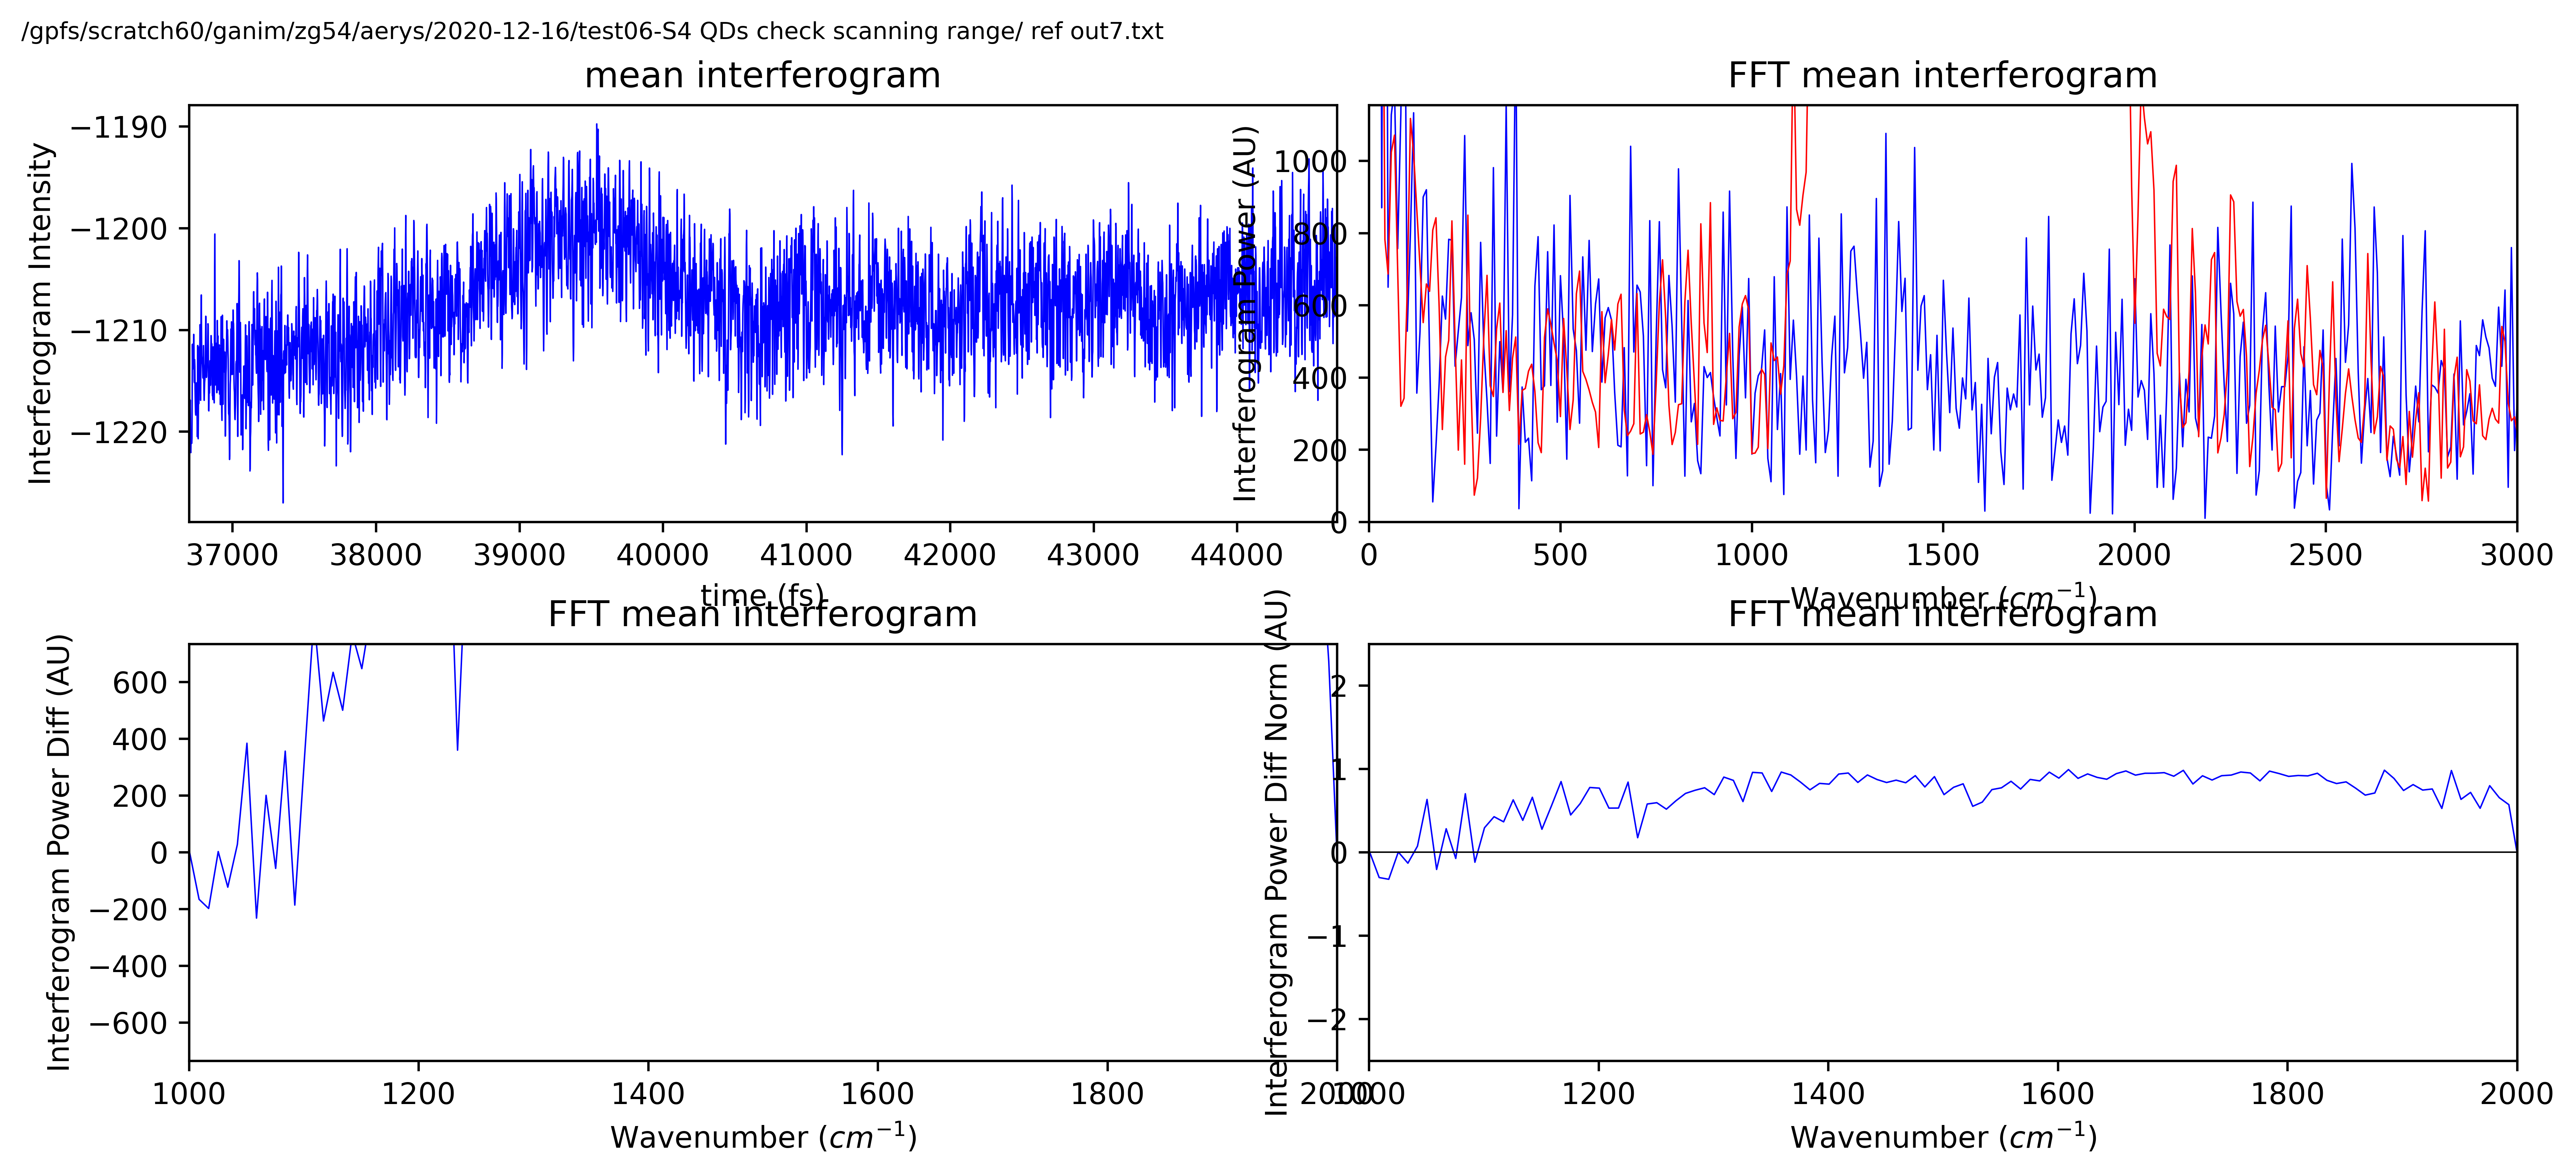 /gpfs/scratch60/ganim/zg54/aerys/2020-12-16/test06-S4 QDs check scanning range/ ref out7.txt
mean interferogram
Interferogram Intensity
−1190
−1200
−1210
−1220
37000 38000 39000 40000 41000 42000 43000 44000
time (fs)
FFT mean interferogram
Interferogram Power (AU)
1000
800
600
400
200
0
0 500 1000 1500 2000 2500 3000
Wavenumber (cm⁻¹)
FFT mean interferogram
Interferogram Power Diff (AU)
600
400
200
0
−200
−400
−600
1000 1200 1400 1600 1800 2000
Wavenumber (cm⁻¹)
FFT mean interferogram
Interferogram Power Diff Norm (AU)
2
1
0
−1
−2
1000 1200 1400 1600 1800 2000
Wavenumber (cm⁻¹)